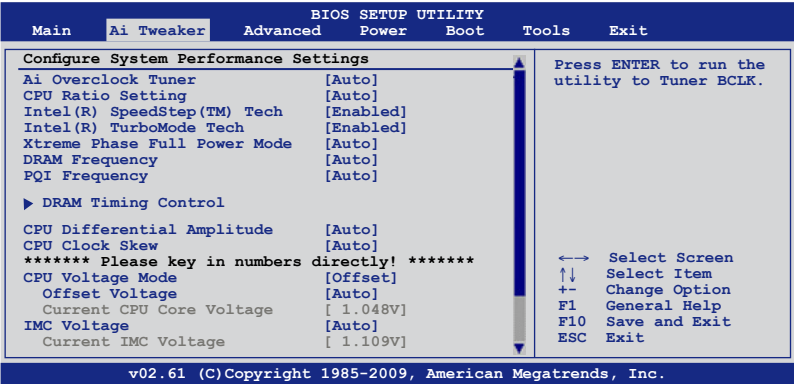 BIOS SETUP UTILITY
Main Ai Tweaker Advanced Power Boot Tools Exit
Configure System Performance Settings
Ai Overclock Tuner [Auto]
CPU Ratio Setting [Auto]
Intel(R) SpeedStep(TM) Tech [Enabled]
Intel(R) TurboMode Tech [Enabled]
Xtreme Phase Full Power Mode [Auto]
DRAM Frequency [Auto]
PQI Frequency [Auto]
DRAM Timing Control
CPU Differential Amplitude [Auto]
CPU Clock Skew [Auto]
******* Please key in numbers directly! *******
CPU Voltage Mode [Offset]
Offset Voltage [Auto]
Current CPU Core Voltage [ 1.048V]
IMC Voltage [Auto]
Current IMC Voltage [ 1.109V]
Press ENTER to run the
utility to Tuner BCLK.
←→ Select Screen
↑↓ Select Item
+- Change Option
F1 General Help
F10 Save and Exit
ESC Exit
v02.61 (C)Copyright 1985-2009, American Megatrends, Inc.